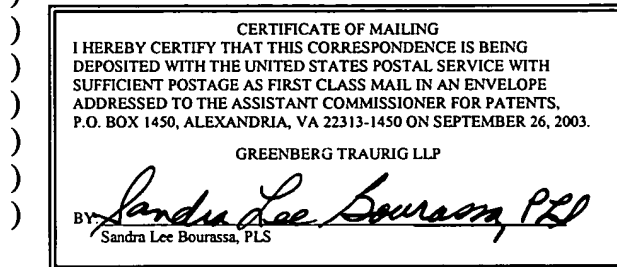 CERTIFICATE OF MAILING
I HEREBY CERTIFY THAT THIS CORRESPONDENCE IS BEING
DEPOSITED WITH THE UNITED STATES POSTAL SERVICE WITH
SUFFICIENT POSTAGE AS FIRST CLASS MAIL IN AN ENVELOPE
ADDRESSED TO THE ASSISTANT COMMISSIONER FOR PATENTS,
P.O. BOX 1450, ALEXANDRIA, VA 22313-1450 ON SEPTEMBER 26, 2003.
GREENBERG TRAURIG LLP
BY: Sandra Lee Bourassa, PLS
Sandra Lee Bourassa, PLS
)
)
)
)
)
)
)
)